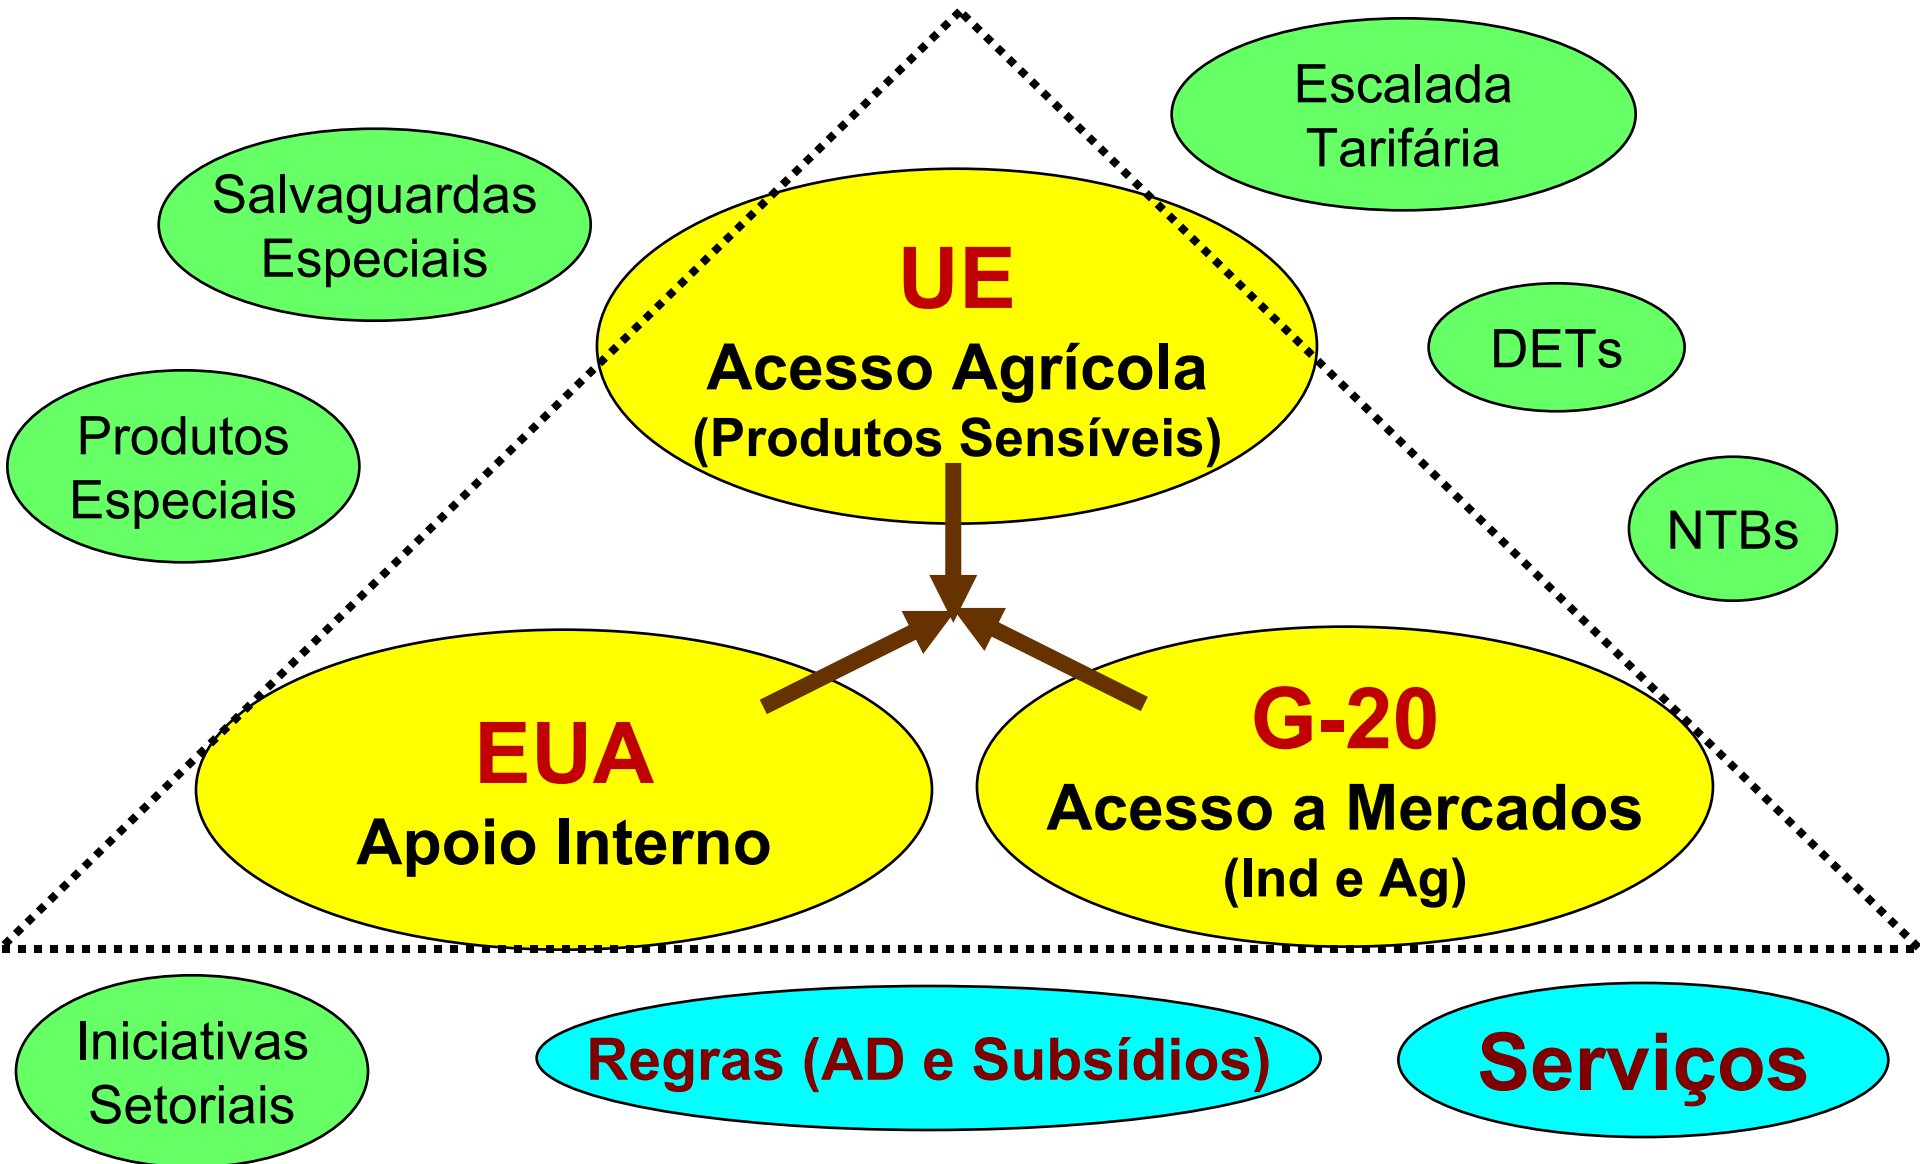 Escalada
Tarifária
Salvaguardas
Especiais
UE
Acesso Agrícola
(Produtos Sensíveis)
DETs
Produtos
Especiais
NTBs
EUA
Apoio Interno
G-20
Acesso a Mercados
(Ind e Ag)
Iniciativas
Setoriais
Regras (AD e Subsídios)
Serviços